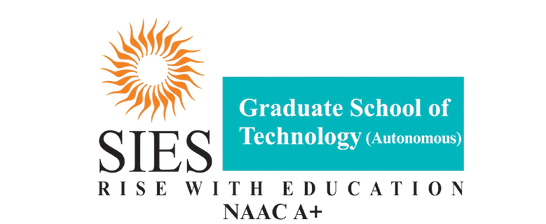 Graduate School of
Technology (Autonomous)
SIES
RISE WITH EDUCATION
NAAC A+